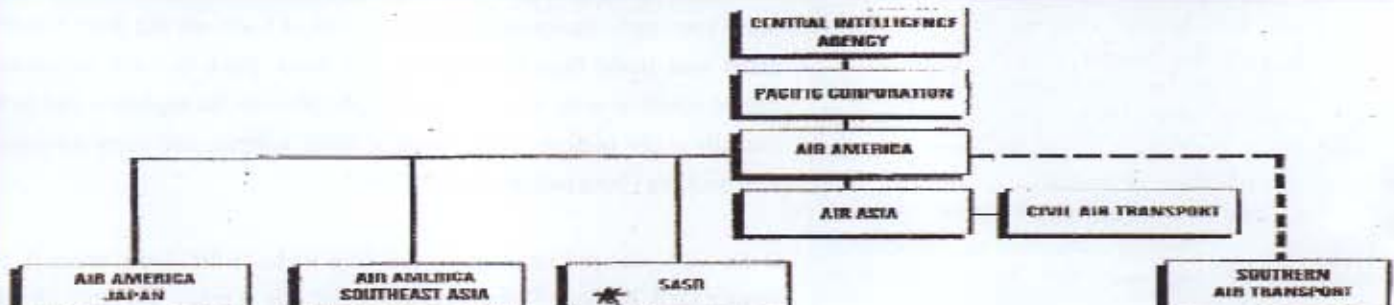 CENTRAL INTELLIGENCE
AGENCY
PACIFIC CORPORATION
AIR AMERICA
AIR ASIA
CIVIL AIR TRANSPORT
AIR AMERICA
JAPAN
AIR AMERICA
SOUTHEAST ASIA
SASD
SOUTHERN
AIR TRANSPORT